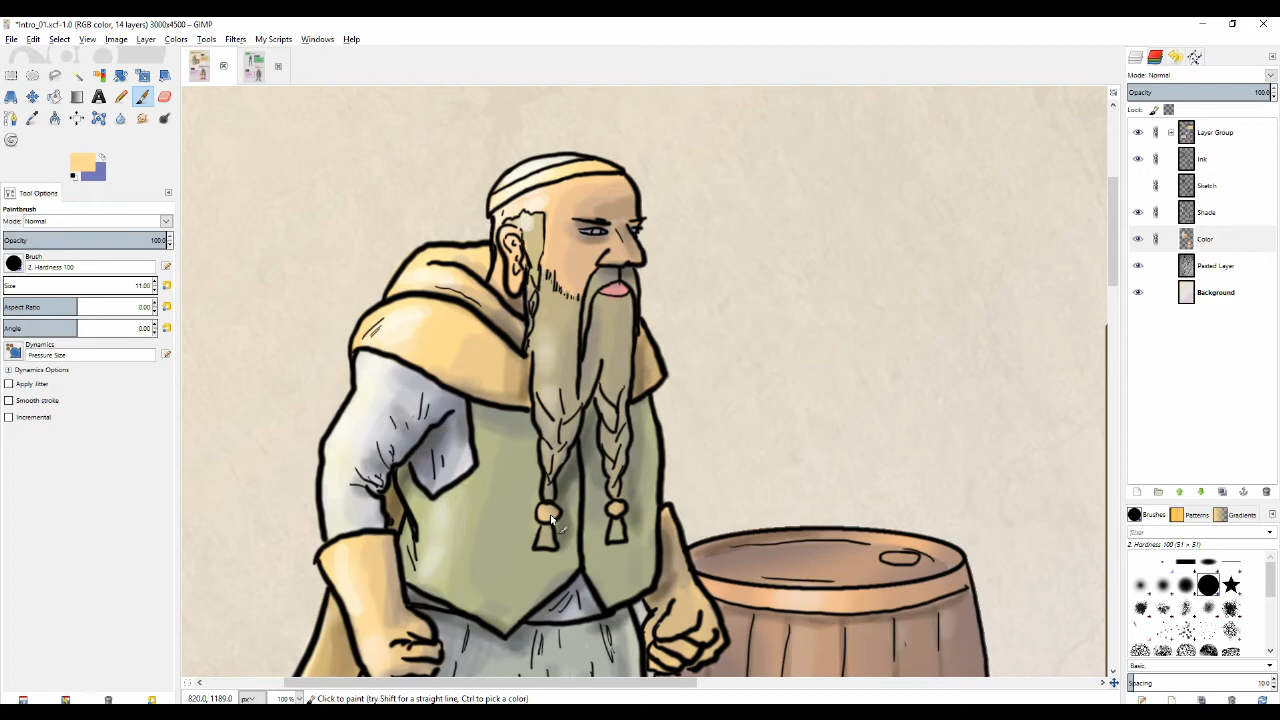 *Intro_01.xcf-1.0 (RGB color, 14 layers) 3000x4500 – GIMP
File Edit Select View Image Layer Colors Tools Filters My Scripts Windows Help
Tool Options
Paintbrush
Mode: Normal
Opacity 100.0
Brush
2. Hardness 100
Size 11.00
Aspect Ratio 0.00
Angle 0.00
Dynamics
Pressure Size
Dynamics Options
Apply Jitter
Smooth stroke
Incremental
Mode: Normal
Opacity 100.0
Lock:
Layer Group
Ink
Sketch
Shade
Color
Pasted Layer
Background
Brushes Patterns Gradients
filter
2. Hardness 100 (51 × 51)
Basic,
Spacing 10.0
820.0, 1189.0 px 100 % Click to paint (try Shift for a straight line, Ctrl to pick a color)